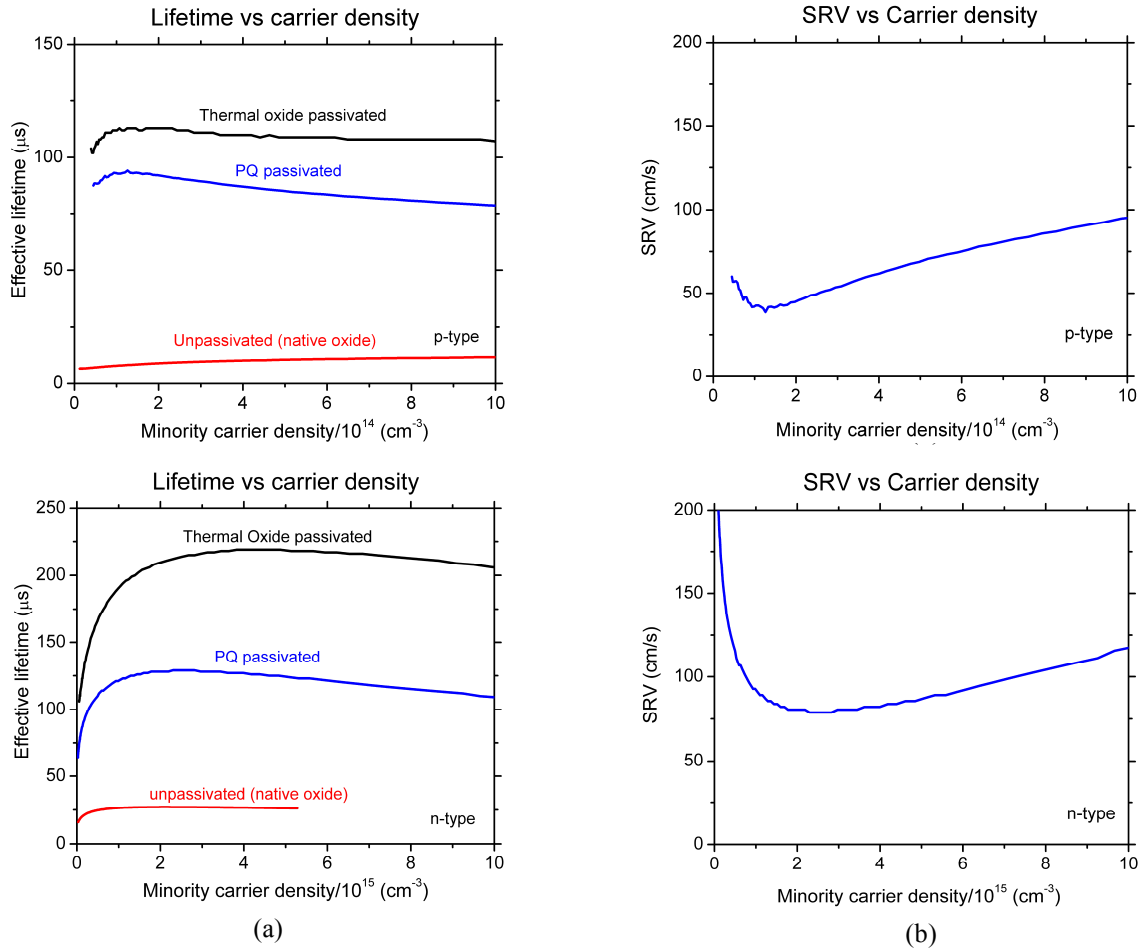 Lifetime vs carrier density
150
100
50
0
Effective lifetime (μs)
Thermal oxide passivated
PQ passivated
Unpassivated (native oxide)
p-type
0 2 4 6 8 10
Minority carrier density/10^14 (cm^-3)
SRV vs Carrier density
200
150
100
50
0
SRV (cm/s)
p-type
0 2 4 6 8 10
Minority carrier density/10^14 (cm^-3)
Lifetime vs carrier density
250
200
150
100
50
0
Effective lifetime (μs)
Thermal Oxide passivated
PQ passivated
unpassivated (native oxide)
n-type
0 2 4 6 8 10
Minority carrier density/10^15 (cm^-3)
(a)
SRV vs Carrier density
200
150
100
50
0
SRV (cm/s)
n-type
0 2 4 6 8 10
Minority carrier density/10^15 (cm^-3)
(b)